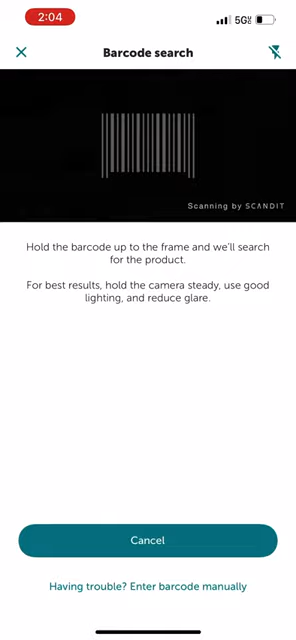 2:04
5G
Barcode search
Scanning by SCANDIT
Hold the barcode up to the frame and we'll search
for the product.
For best results, hold the camera steady, use good
lighting, and reduce glare.
Cancel
Having trouble? Enter barcode manually